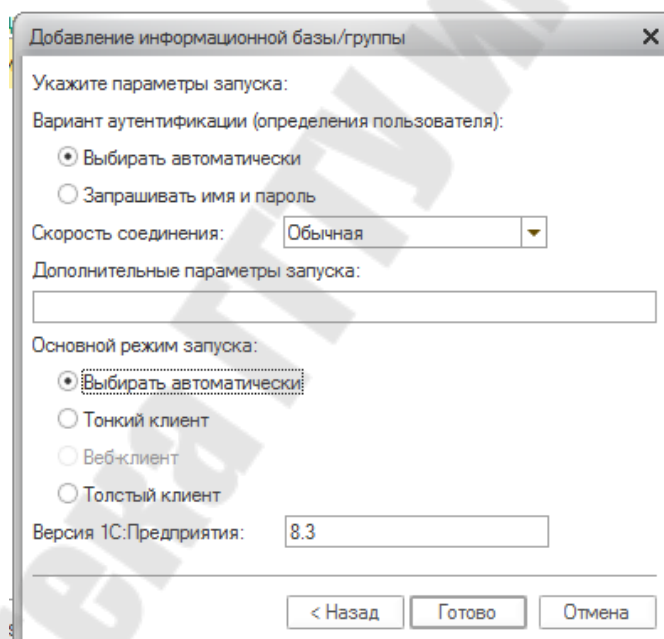 Добавление информационной базы/группы
Укажите параметры запуска:
Вариант аутентификации (определения пользователя):
Выбирать автоматически
Запрашивать имя и пароль
Скорость соединения: Обычная
Дополнительные параметры запуска:
Основной режим запуска:
Выбирать автоматически
Тонкий клиент
Веб-клиент
Толстый клиент
Версия 1С:Предприятия: 8.3
< Назад Готово Отмена